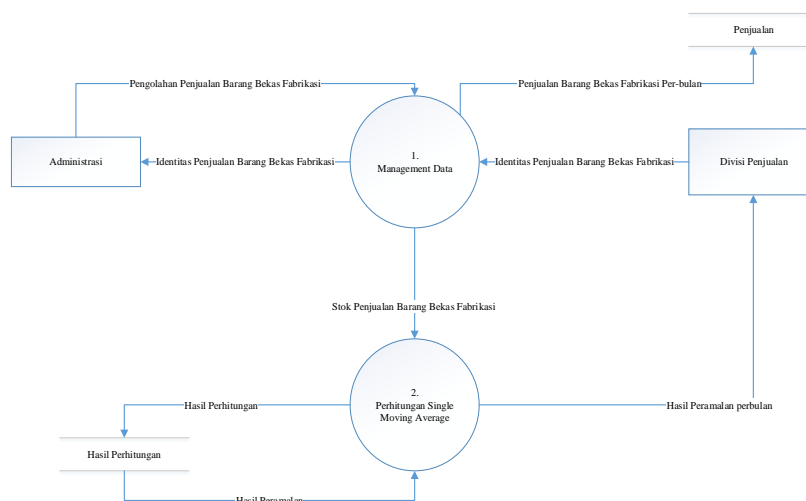 Penjualan
Pengolahan Penjualan Barang Bekas Fabrikasi
Penjualan Barang Bekas Fabrikasi Per-bulan
1.
Management Data
Administrasi
Identitas Penjualan Barang Bekas Fabrikasi
Identitas Penjualan Barang Bekas Fabrikasi
Divisi Penjualan
Stok Penjualan Barang Bekas Fabrikasi
2.
Perhitungan Single
Moving Average
Hasil Perhitungan
Hasil Peramalan perbulan
Hasil Perhitungan
Hasil Peramalan